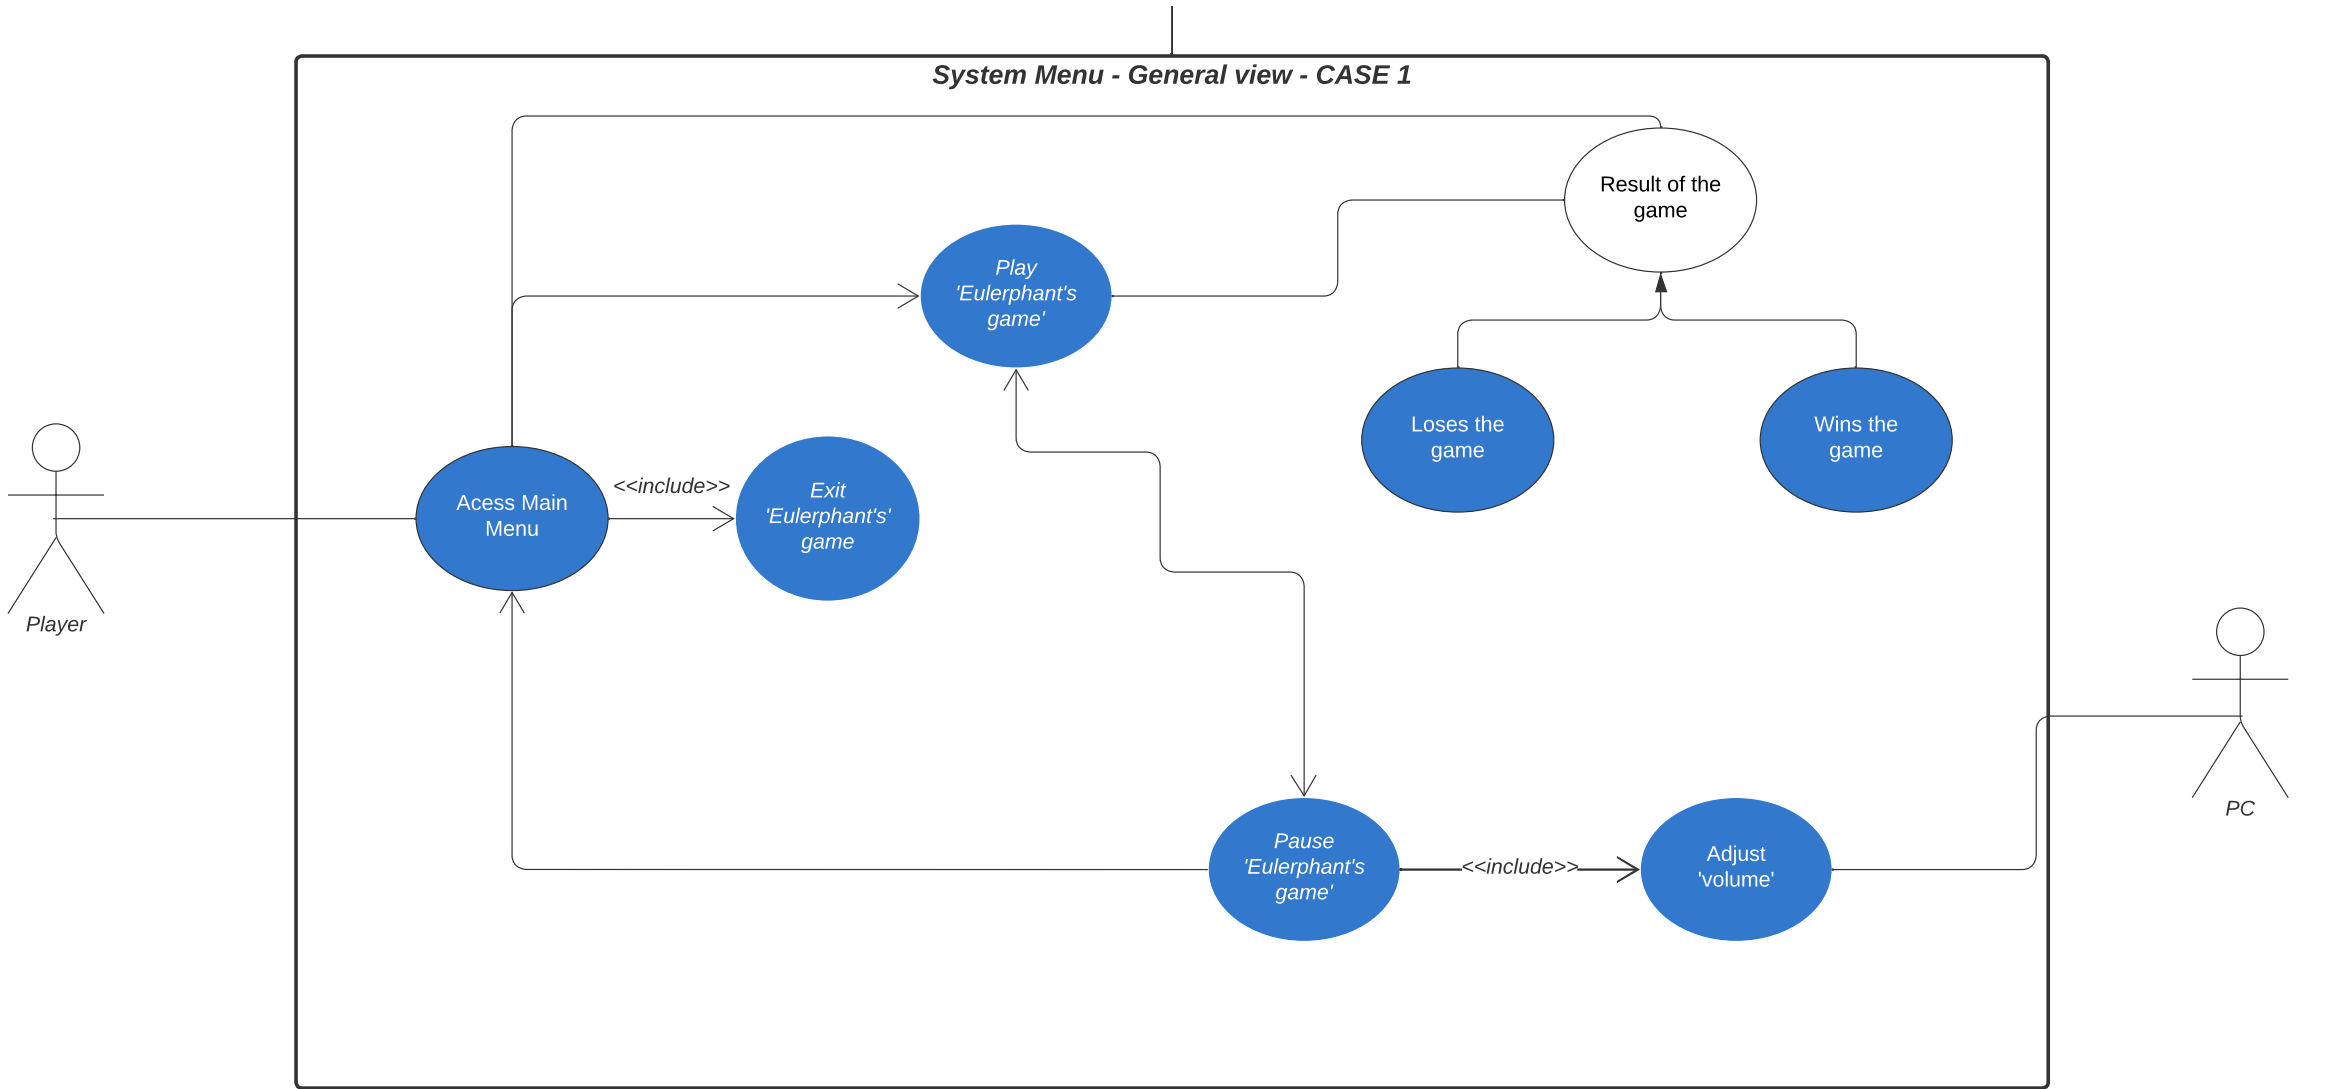 System Menu - General view - CASE 1
Result of the
game
Play
'Eulerphant's
game'
Loses the
game
Wins the
game
Acess Main
Menu
<<include>>
Exit
'Eulerphant's'
game
Player
Pause
'Eulerphant's
game'
<<include>>
Adjust
'volume'
PC